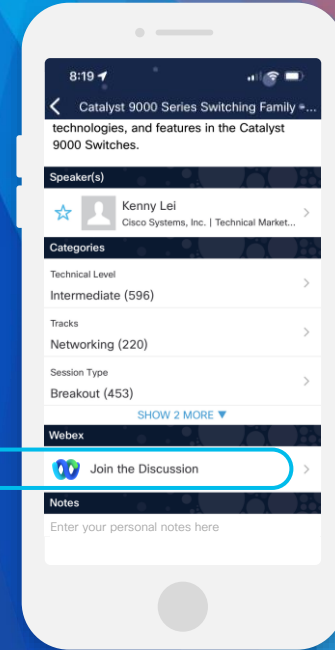 8:19
Catalyst 9000 Series Switching Family -...
technologies, and features in the Catalyst
9000 Switches.
Speaker(s)
Kenny Lei
Cisco Systems, Inc. | Technical Market...
Categories
Technical Level
Intermediate (596)
Tracks
Networking (220)
Session Type
Breakout (453)
SHOW 2 MORE ▼
Webex
Join the Discussion
Notes
Enter your personal notes here